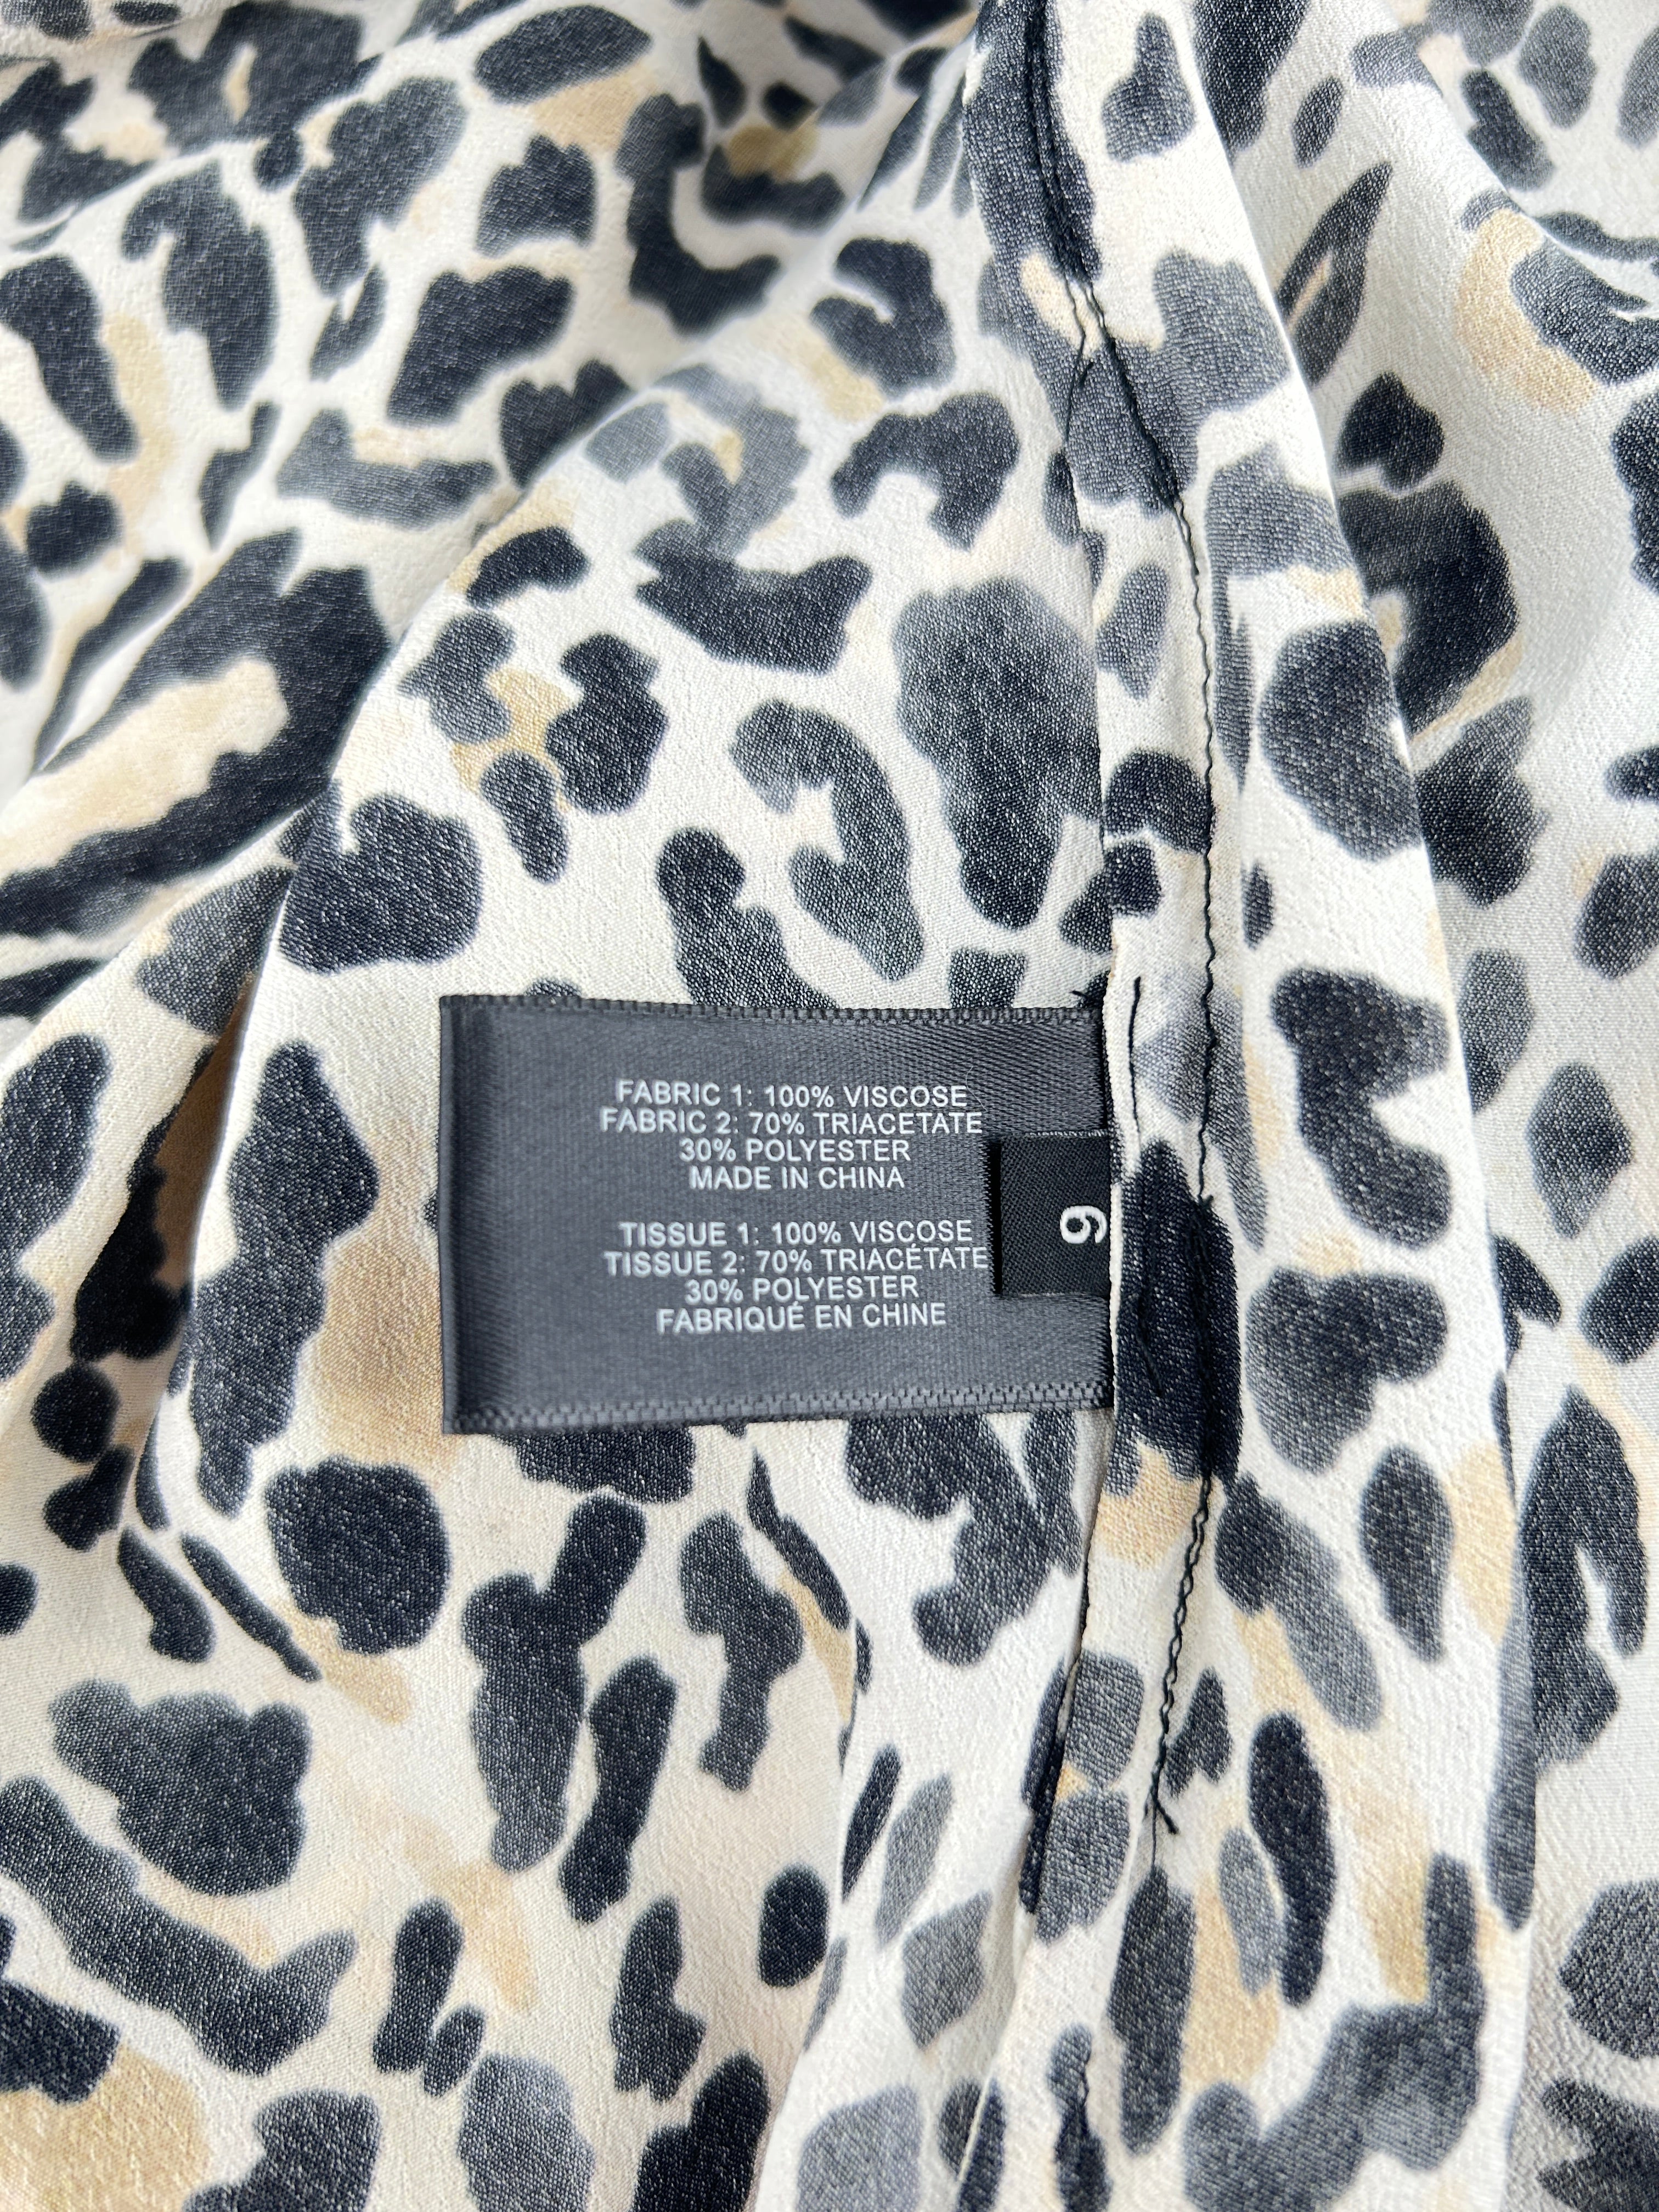 FABRIC 1: 100% VISCOSE
FABRIC 2: 70% TRIACETATE
30% POLYESTER
MADE IN CHINA
TISSUE 1: 100% VISCOSE
TISSUE 2: 70% TRIACÉTATE
30% POLYESTER
FABRIQUÉ EN CHINE
6